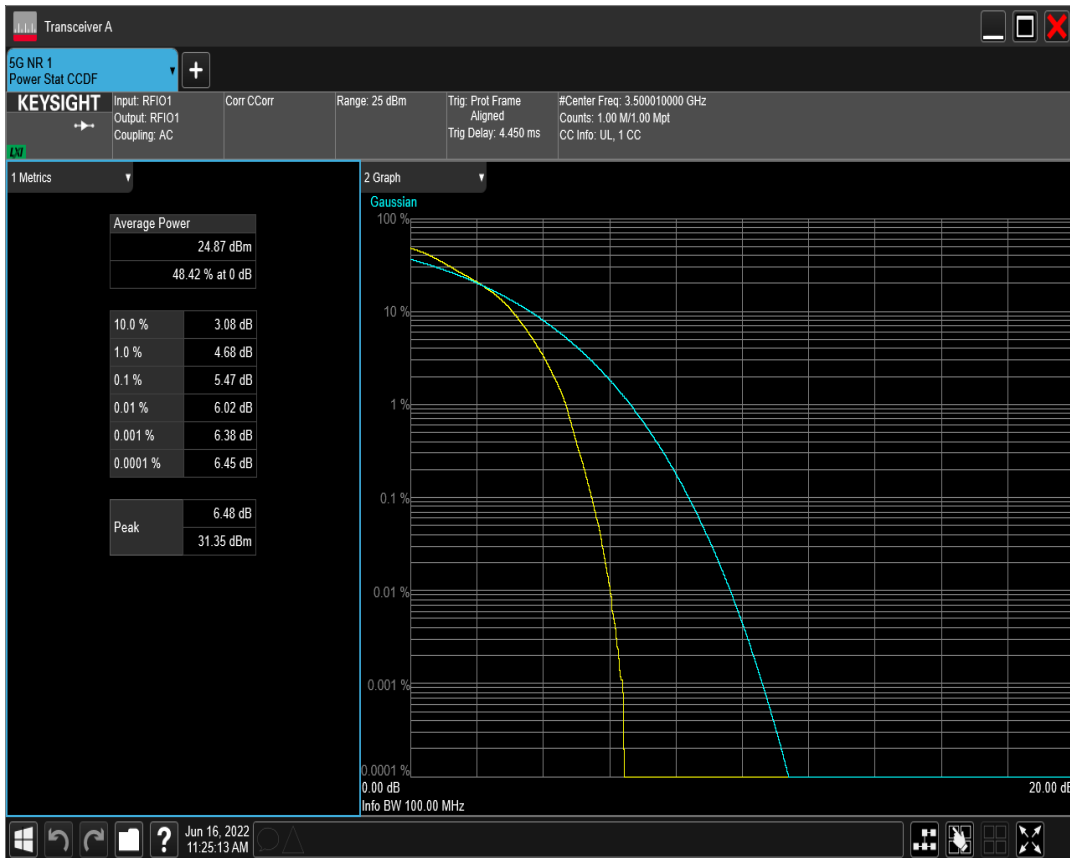 Transceiver A
5G NR 1
Power Stat CCDF
+
KEYSIGHT
LXI
Input: RFIO1
Output: RFIO1
Coupling: AC
Corr CCorr
Range: 25 dBm
Trig: Prot Frame
Aligned
Trig Delay: 4.450 ms
#Center Freq: 3.500010000 GHz
Counts: 1.00 M/1.00 Mpt
CC Info: UL, 1 CC
1 Metrics
Average Power
24.87 dBm
48.42 % at 0 dB
10.0 % 3.08 dB
1.0 % 4.68 dB
0.1 % 5.47 dB
0.01 % 6.02 dB
0.001 % 6.38 dB
0.0001 % 6.45 dB
Peak
6.48 dB
31.35 dBm
2 Graph
Gaussian
100 %
10 %
1 %
0.1 %
0.01 %
0.001 %
0.0001 %
0.00 dB
20.00 dB
Info BW 100.00 MHz
?
Jun 16, 2022
11:25:13 AM